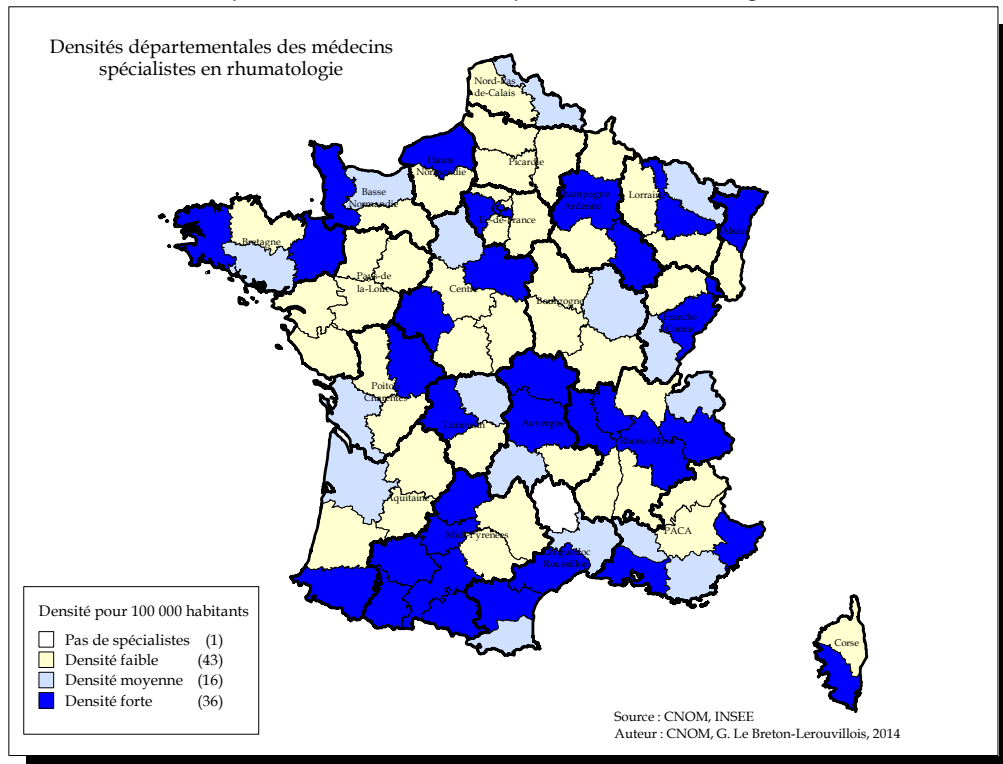 Densités départementales des médecins
spécialistes en rhumatologie
Nord-Pas
de-Calais
Haute
Normandie
Picardie
Basse
Normandie
Champagne
Ardenne
Lorraine
Ile-de-France
Alsace
Bretagne
Pays-de
la-Loire
Centre
Bourgogne
Franche-
Comté
Poitou
Charentes
Limousin
Auvergne
Rhône-Alpes
Aquitaine
Midi-Pyrénées
PACA
Languedoc
Roussillon
Corse
Densité pour 100 000 habitants
Pas de spécialistes (1)
Densité faible (43)
Densité moyenne (16)
Densité forte (36)
Source : CNOM, INSEE
Auteur : CNOM, G. Le Breton-Lerouvillois, 2014